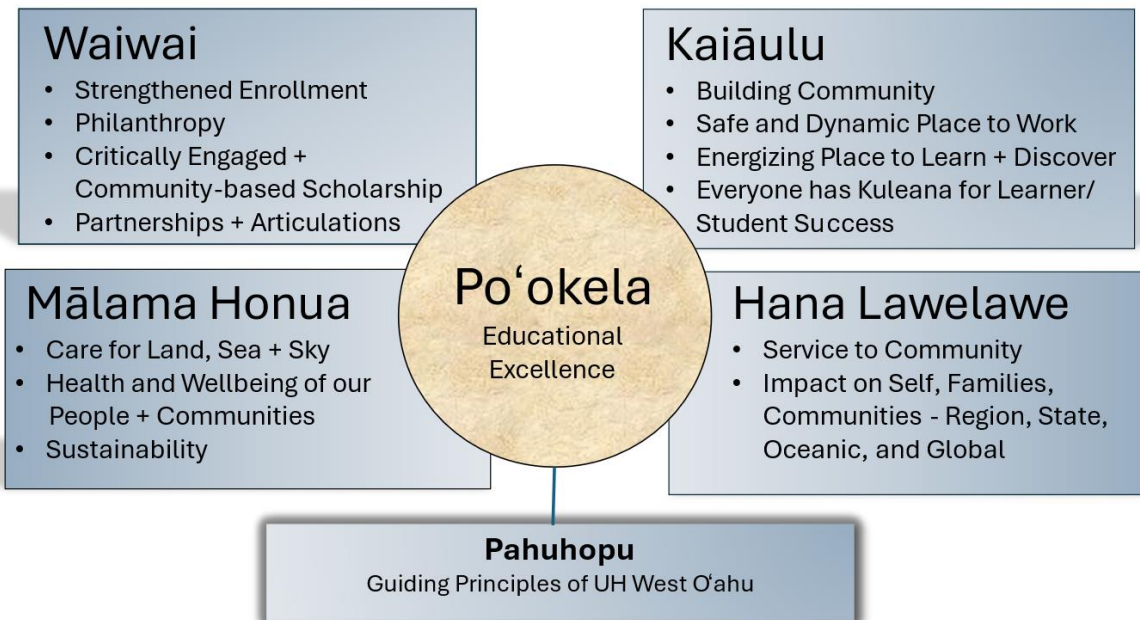 Waiwai
• Strengthened Enrollment
• Philanthropy
• Critically Engaged +
Community-based Scholarship
• Partnerships + Articulations
Kaiāulu
• Building Community
• Safe and Dynamic Place to Work
• Energizing Place to Learn + Discover
• Everyone has Kuleana for Learner/
Student Success
Poʻokela
Educational
Excellence
Mālama Honua
• Care for Land, Sea + Sky
• Health and Wellbeing of our
People + Communities
• Sustainability
Hana Lawelawe
• Service to Community
• Impact on Self, Families,
Communities - Region, State,
Oceanic, and Global
Pahuhopu
Guiding Principles of UH West Oʻahu